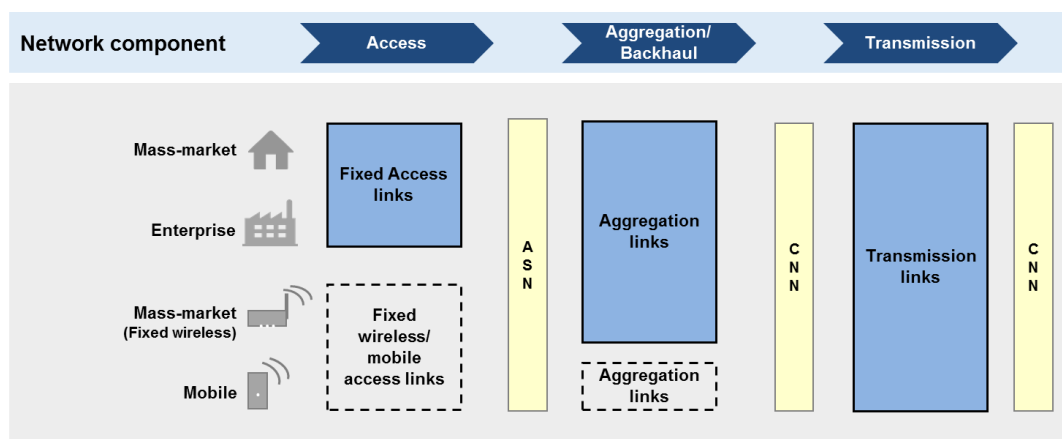 Network component
Access
Aggregation/
Backhaul
Transmission
Mass-market
Enterprise
Mass-market
(Fixed wireless)
Mobile
Fixed Access
links
Fixed
wireless/
mobile
access links
A
S
N
Aggregation
links
Aggregation
links
C
N
N
Transmission
links
C
N
N